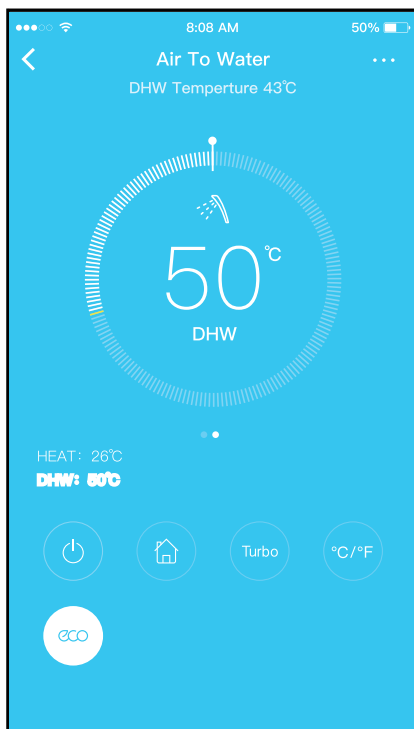 8:08 AM 50%
Air To Water
DHW Temperture 43℃
50℃
DHW
HEAT: 26℃
DHW: 50℃
Turbo °C/°F
eco